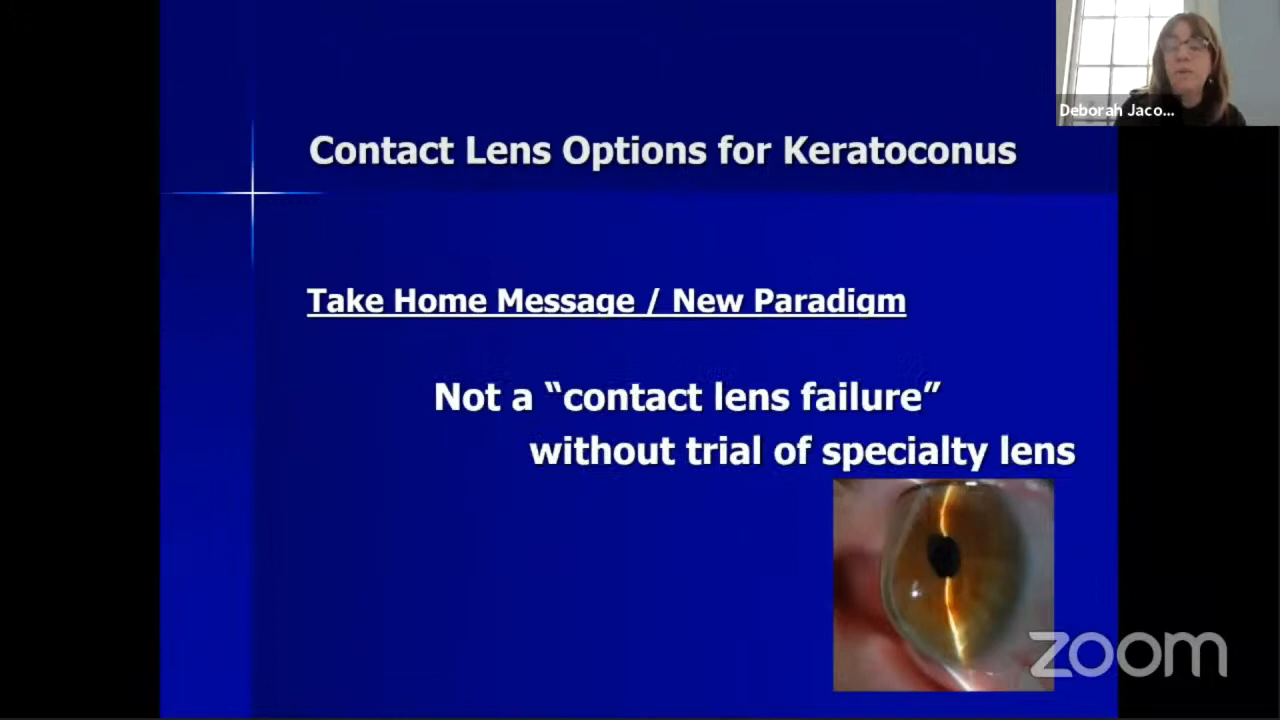 Deborah Jaco...
Contact Lens Options for Keratoconus
Take Home Message / New Paradigm
Not a “contact lens failure”
without trial of specialty lens
zoom